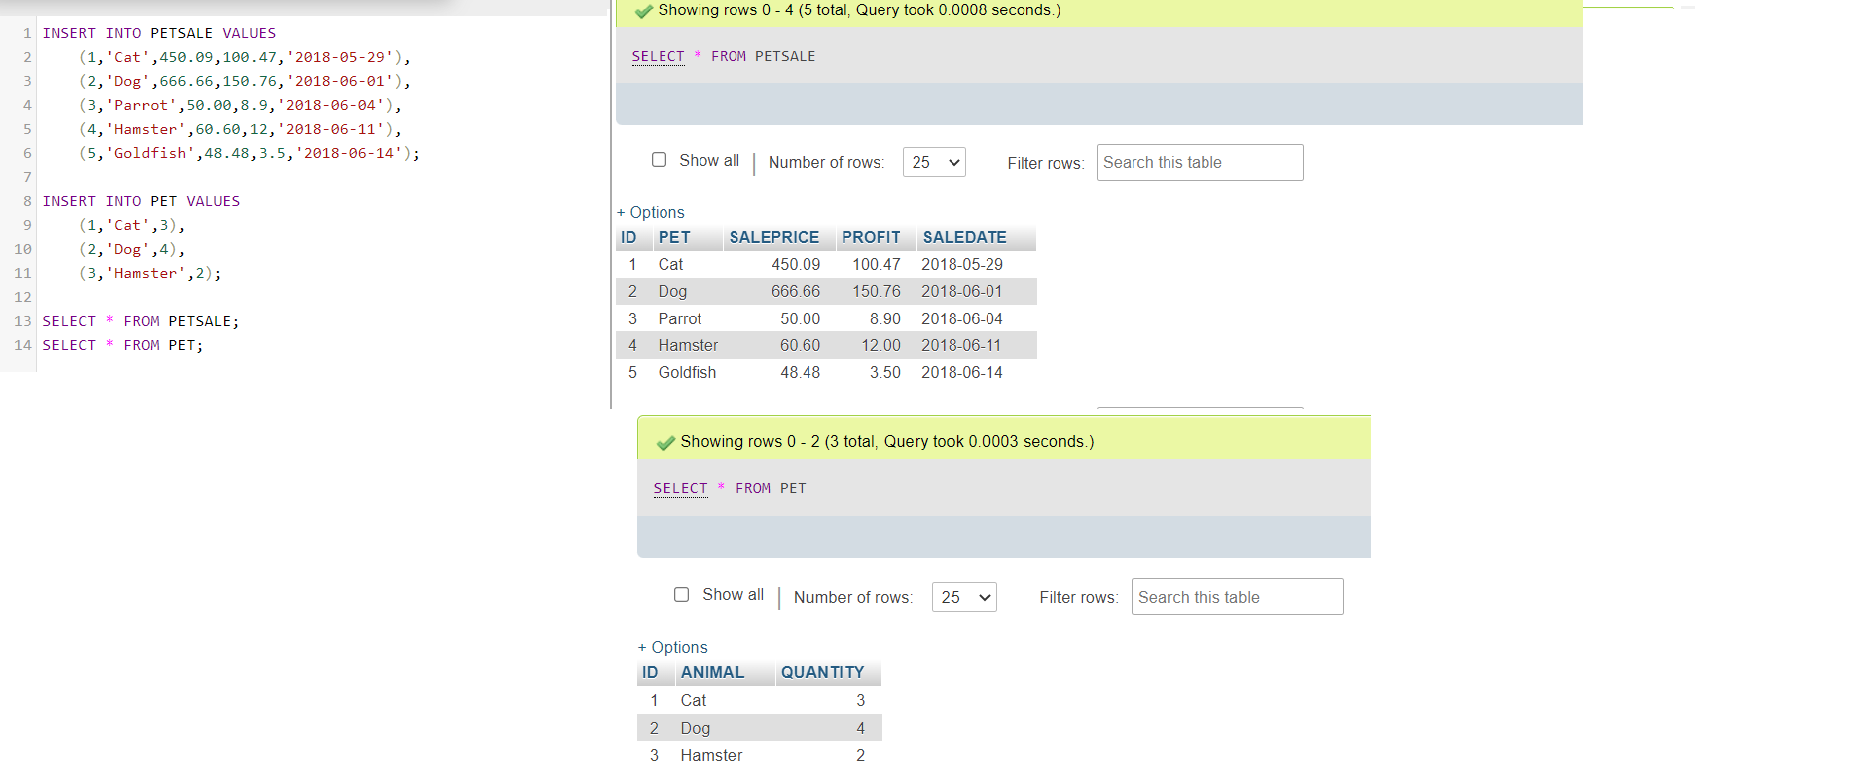 1 INSERT INTO PETSALE VALUES
2 (1,'Cat',450.09,100.47,'2018-05-29'),
3 (2,'Dog',666.66,150.76,'2018-06-01'),
4 (3,'Parrot',50.00,8.9,'2018-06-04'),
5 (4,'Hamster',60.60,12,'2018-06-11'),
6 (5,'Goldfish',48.48,3.5,'2018-06-14');
7
8 INSERT INTO PET VALUES
9 (1,'Cat',3),
10 (2,'Dog',4),
11 (3,'Hamster',2);
12
13 SELECT * FROM PETSALE;
14 SELECT * FROM PET;
Showing rows 0 - 4 (5 total, Query took 0.0008 seconds.)
SELECT * FROM PETSALE
Show all | Number of rows: 25 Filter rows: Search this table
+ Options
ID PET SALEPRICE PROFIT SALEDATE
1 Cat 450.09 100.47 2018-05-29
2 Dog 666.66 150.76 2018-06-01
3 Parrot 50.00 8.90 2018-06-04
4 Hamster 60.60 12.00 2018-06-11
5 Goldfish 48.48 3.50 2018-06-14
Showing rows 0 - 2 (3 total, Query took 0.0003 seconds.)
SELECT * FROM PET
Show all | Number of rows: 25 Filter rows: Search this table
+ Options
ID ANIMAL QUANTITY
1 Cat 3
2 Dog 4
3 Hamster 2